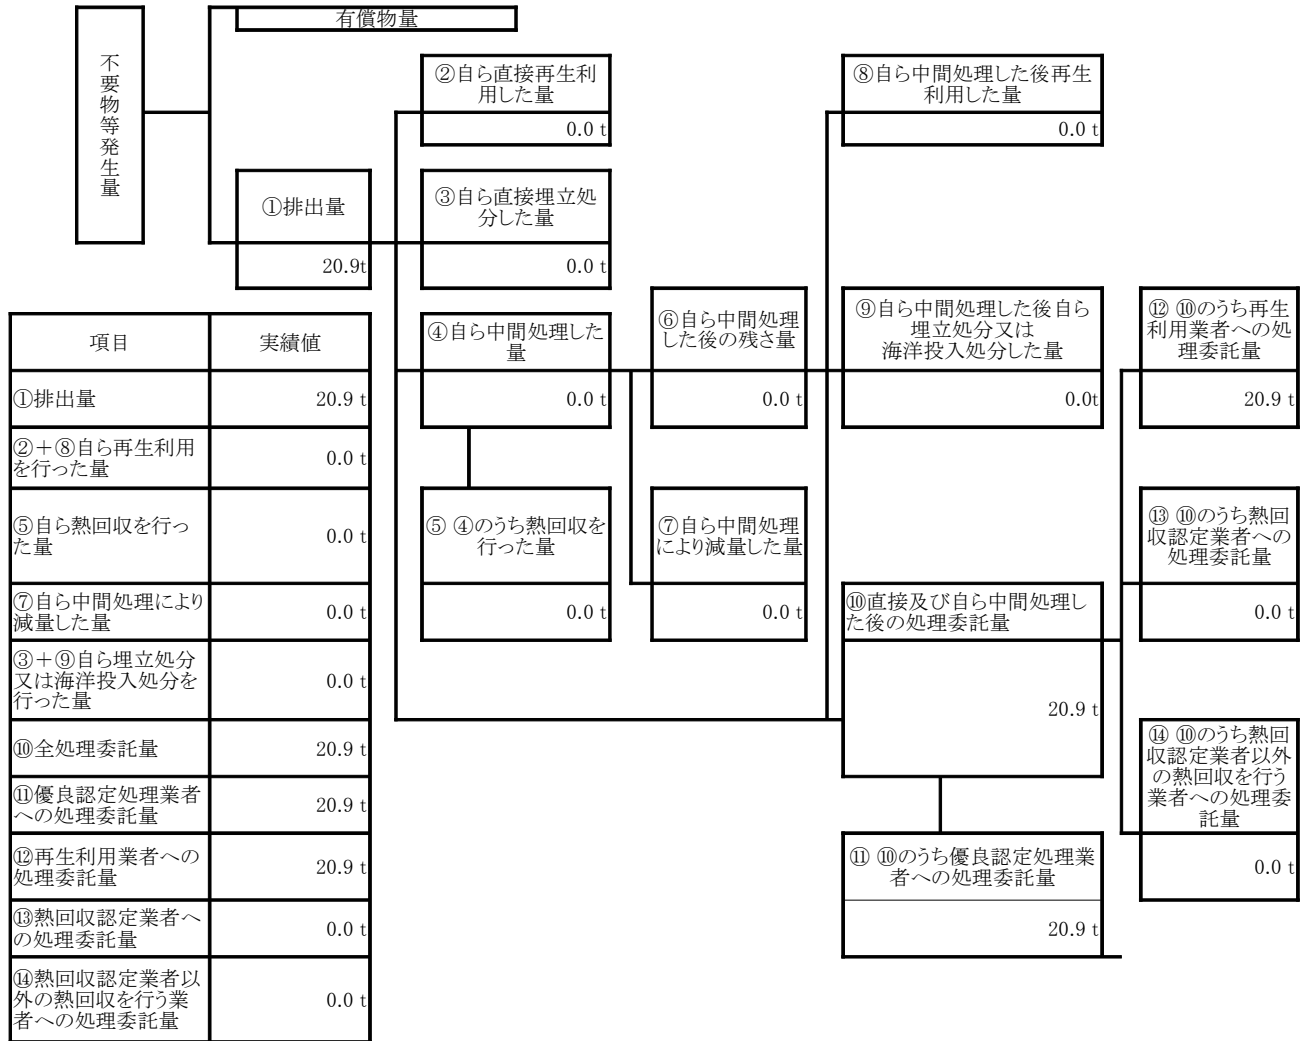 有償物量
不要物等発生量
②自ら直接再生利
用した量
0.0 t
⑧自ら中間処理した後再生
利用した量
0.0 t
①排出量
20.9t
③自ら直接埋立処
分した量
0.0 t
④自ら中間処理した
量
0.0 t
⑥自ら中間処理
した後の残さ量
0.0 t
⑨自ら中間処理した後自ら
埋立処分又は
海洋投入処分した量
0.0t
⑫ ⑩のうち再生
利用業者への処
理委託量
20.9 t
⑤ ④のうち熱回収を
行った量
0.0 t
⑦自ら中間処理
により減量した量
0.0 t
⑬ ⑩のうち熱回
収認定業者への
処理委託量
0.0 t
⑩直接及び自ら中間処理し
た後の処理委託量
20.9 t
⑭ ⑩のうち熱回
収認定業者以外
の熱回収を行う
業者への処理委
託量
0.0 t
⑪ ⑩のうち優良認定処理業
者への処理委託量
20.9 t
項目 実績値
①排出量 20.9 t
②＋⑧自ら再生利用
を行った量 0.0 t
⑤自ら熱回収を行っ
た量 0.0 t
⑦自ら中間処理により
減量した量 0.0 t
③＋⑨自ら埋立処分
又は海洋投入処分を
行った量 0.0 t
⑩全処理委託量 20.9 t
⑪優良認定処理業者
への処理委託量 20.9 t
⑫再生利用業者への
処理委託量 20.9 t
⑬熱回収認定業者へ
の処理委託量 0.0 t
⑭熱回収認定業者以
外の熱回収を行う業
者への処理委託量 0.0 t